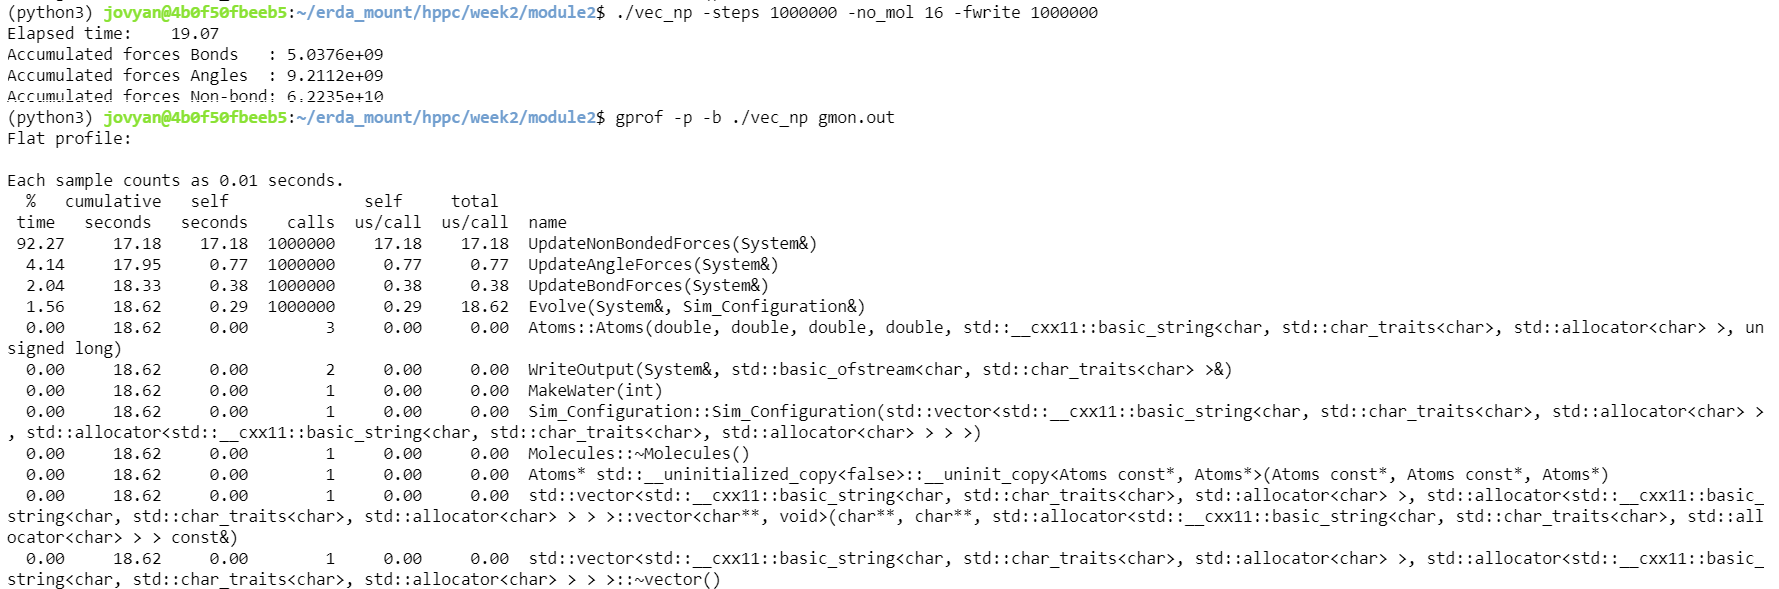 (python3) jovyan@4b0f50fbeeb5:~/erda_mount/hppc/week2/module2$ ./vec_np -steps 1000000 -no_mol 16 -fwrite 1000000
Elapsed time:    19.07
Accumulated forces Bonds   : 5.0376e+09
Accumulated forces Angles  : 9.2112e+09
Accumulated forces Non-bond: 6.2235e+10
(python3) jovyan@4b0f50fbeeb5:~/erda_mount/hppc/week2/module2$ gprof -p -b ./vec_np gmon.out
Flat profile:

Each sample counts as 0.01 seconds.
  %   cumulative   self              self     total
 time   seconds   seconds    calls  us/call  us/call  name
 92.27     17.18    17.18  1000000    17.18    17.18  UpdateNonBondedForces(System&)
  4.14     17.95     0.77  1000000     0.77     0.77  UpdateAngleForces(System&)
  2.04     18.33     0.38  1000000     0.38     0.38  UpdateBondForces(System&)
  1.56     18.62     0.29  1000000     0.29    18.62  Evolve(System&, Sim_Configuration&)
  0.00     18.62     0.00        3     0.00     0.00  Atoms::Atoms(double, double, double, double, std::__cxx11::basic_string<char, std::char_traits<char>, std::allocator<char> >, un
signed long)
  0.00     18.62     0.00        2     0.00     0.00  WriteOutput(System&, std::basic_ofstream<char, std::char_traits<char> >&)
  0.00     18.62     0.00        1     0.00     0.00  MakeWater(int)
  0.00     18.62     0.00        1     0.00     0.00  Sim_Configuration::Sim_Configuration(std::vector<std::__cxx11::basic_string<char, std::char_traits<char>, std::allocator<char> >
, std::allocator<std::__cxx11::basic_string<char, std::char_traits<char>, std::allocator<char> > > >)
  0.00     18.62     0.00        1     0.00     0.00  Molecules::~Molecules()
  0.00     18.62     0.00        1     0.00     0.00  Atoms* std::__uninitialized_copy<false>::__uninit_copy<Atoms const*, Atoms*>(Atoms const*, Atoms const*, Atoms*)
  0.00     18.62     0.00        1     0.00     0.00  std::vector<std::__cxx11::basic_string<char, std::char_traits<char>, std::allocator<char> >, std::allocator<std::__cxx11::basic_
string<char, std::char_traits<char>, std::allocator<char> > > >::vector<char**, void>(char**, char**, std::allocator<std::__cxx11::basic_string<char, std::char_traits<char>, std::all
ocator<char> > > const&)
  0.00     18.62     0.00        1     0.00     0.00  std::vector<std::__cxx11::basic_string<char, std::char_traits<char>, std::allocator<char> >, std::allocator<std::__cxx11::basic_
string<char, std::char_traits<char>, std::allocator<char> > > >::~vector()